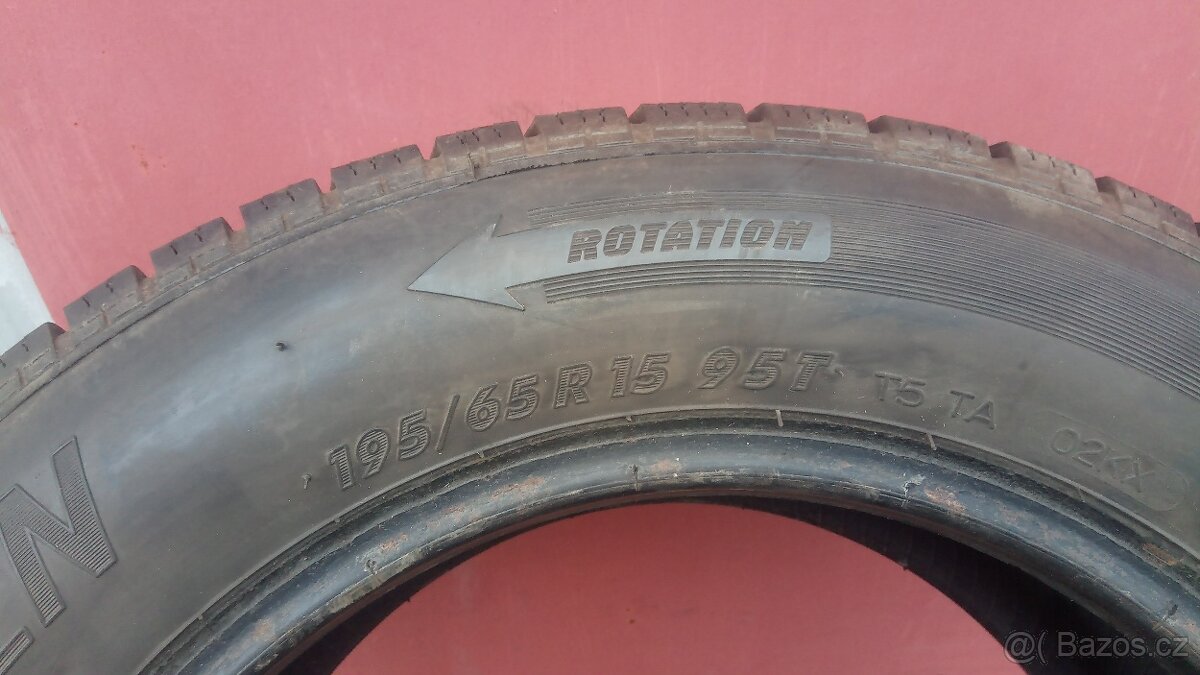 ROTATION
195/65R15 95T T5 TA 02KX
Bazos.cz